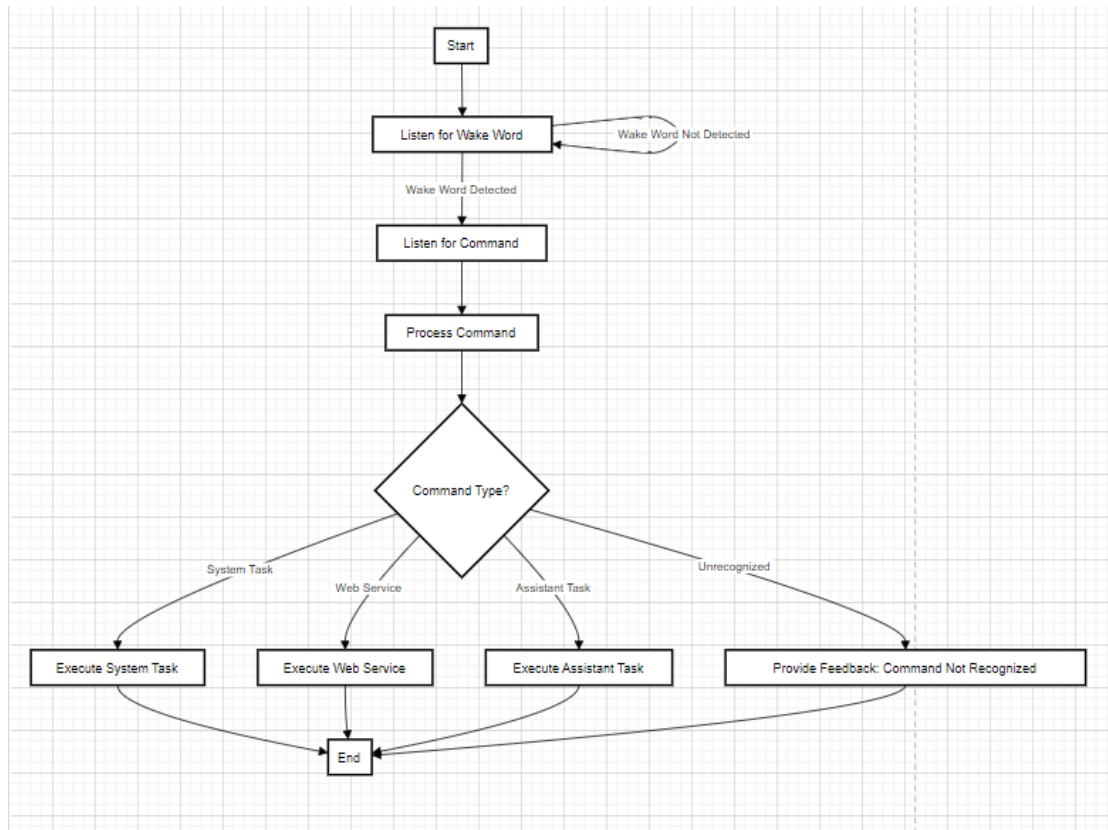 Start
Listen for Wake Word
Wake Word Not Detected
Wake Word Detected
Listen for Command
Process Command
Command Type?
System Task
Web Service
Assistant Task
Unrecognized
Execute System Task
Execute Web Service
Execute Assistant Task
Provide Feedback: Command Not Recognized
End